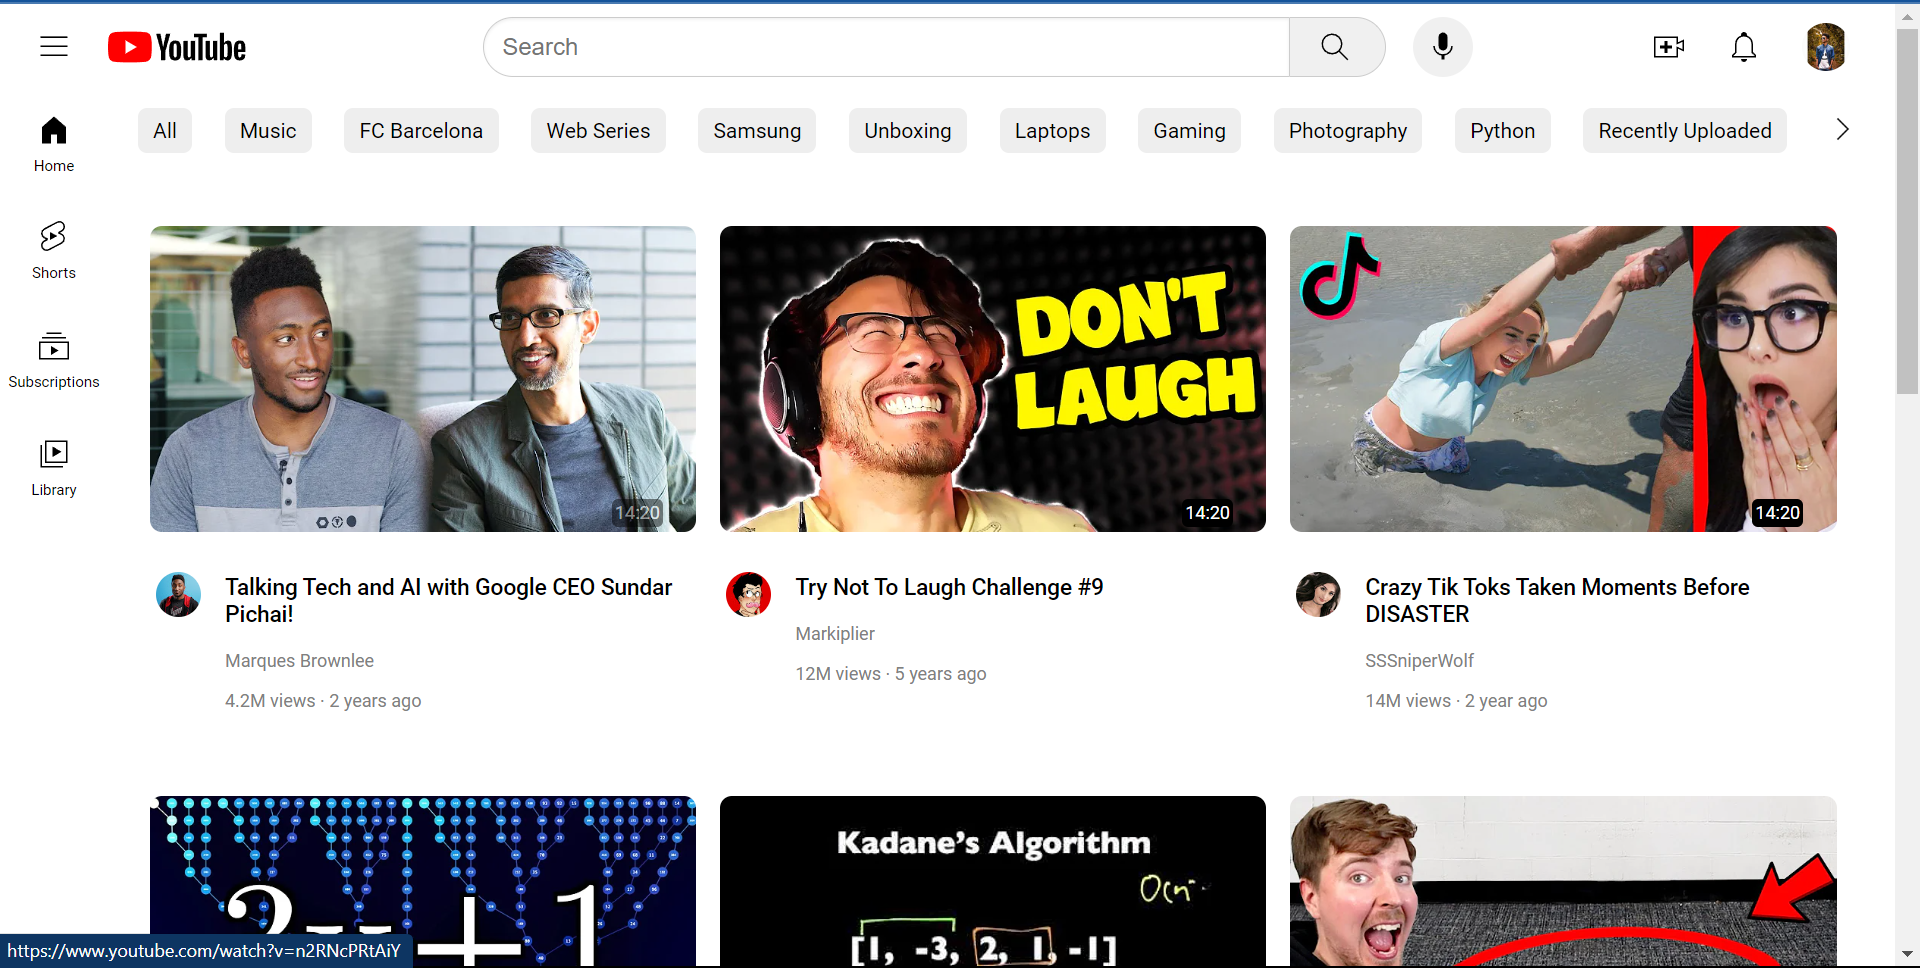 YouTube
Search
All
Music
FC Barcelona
Web Series
Samsung
Unboxing
Laptops
Gaming
Photography
Python
Recently Uploaded
Home
Shorts
Subscriptions
Library
14:20
DON'T
LAUGH
14:20
14:20
Talking Tech and AI with Google CEO Sundar
Pichai!
Marques Brownlee
4.2M views · 2 years ago
Try Not To Laugh Challenge #9
Markiplier
12M views · 5 years ago
Crazy Tik Toks Taken Moments Before
DISASTER
SSSniperWolf
14M views · 2 year ago
Kadane's Algorithm
[1, -3, 2, 1, -1]
https://www.youtube.com/watch?v=n2RNcPRtAiY